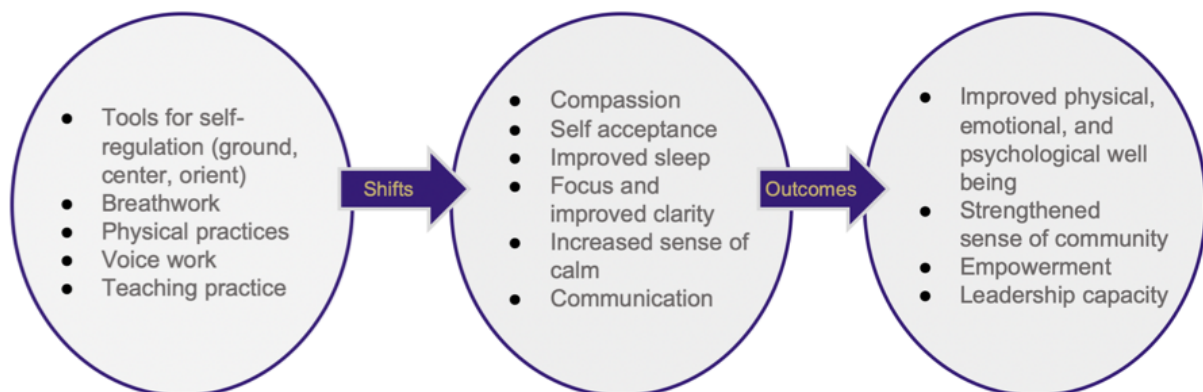 ● Tools for self-
regulation (ground,
center, orient)
● Breathwork
● Physical practices
● Voice work
● Teaching practice
Shifts
● Compassion
● Self acceptance
● Improved sleep
● Focus and
improved clarity
● Increased sense of
calm
● Communication
Outcomes
● Improved physical,
emotional, and
psychological well
being
● Strengthened
sense of community
● Empowerment
● Leadership capacity